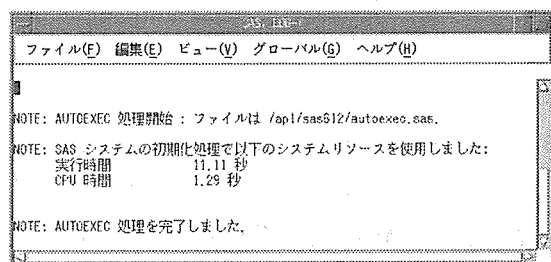 ファイル(F) 編集(E) ビュー(V) グローバル(G) ヘルプ(H)
NOTE: AUTOEXEC 処理開始 : ファイルは /apl/sas612/autoexec.sas.
NOTE: SAS システムの初期化処理で以下のシステムリソースを使用しました:
実行時間 11.11 秒
CPU 時間 1.29 秒
NOTE: AUTOEXEC 処理を完了しました.